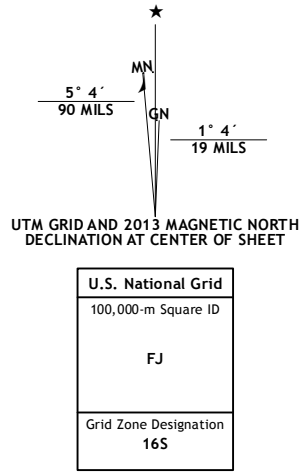 ★
MN
5° 4´
90 MILS
GN
1° 4´
19 MILS
UTM GRID AND 2013 MAGNETIC NORTH
DECLINATION AT CENTER OF SHEET
U.S. National Grid
100,000-m Square ID
FJ
Grid Zone Designation
16S